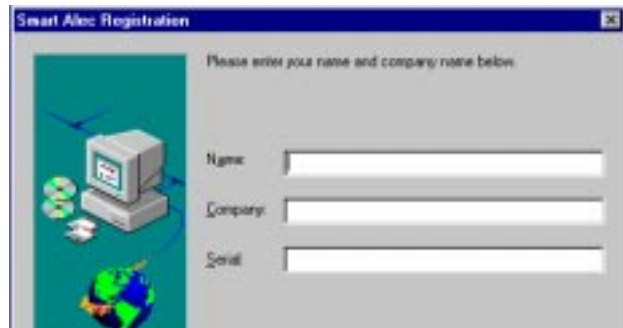 Smart Alec Registration
Please enter your name and company name below.
Name:
Company:
Serial: